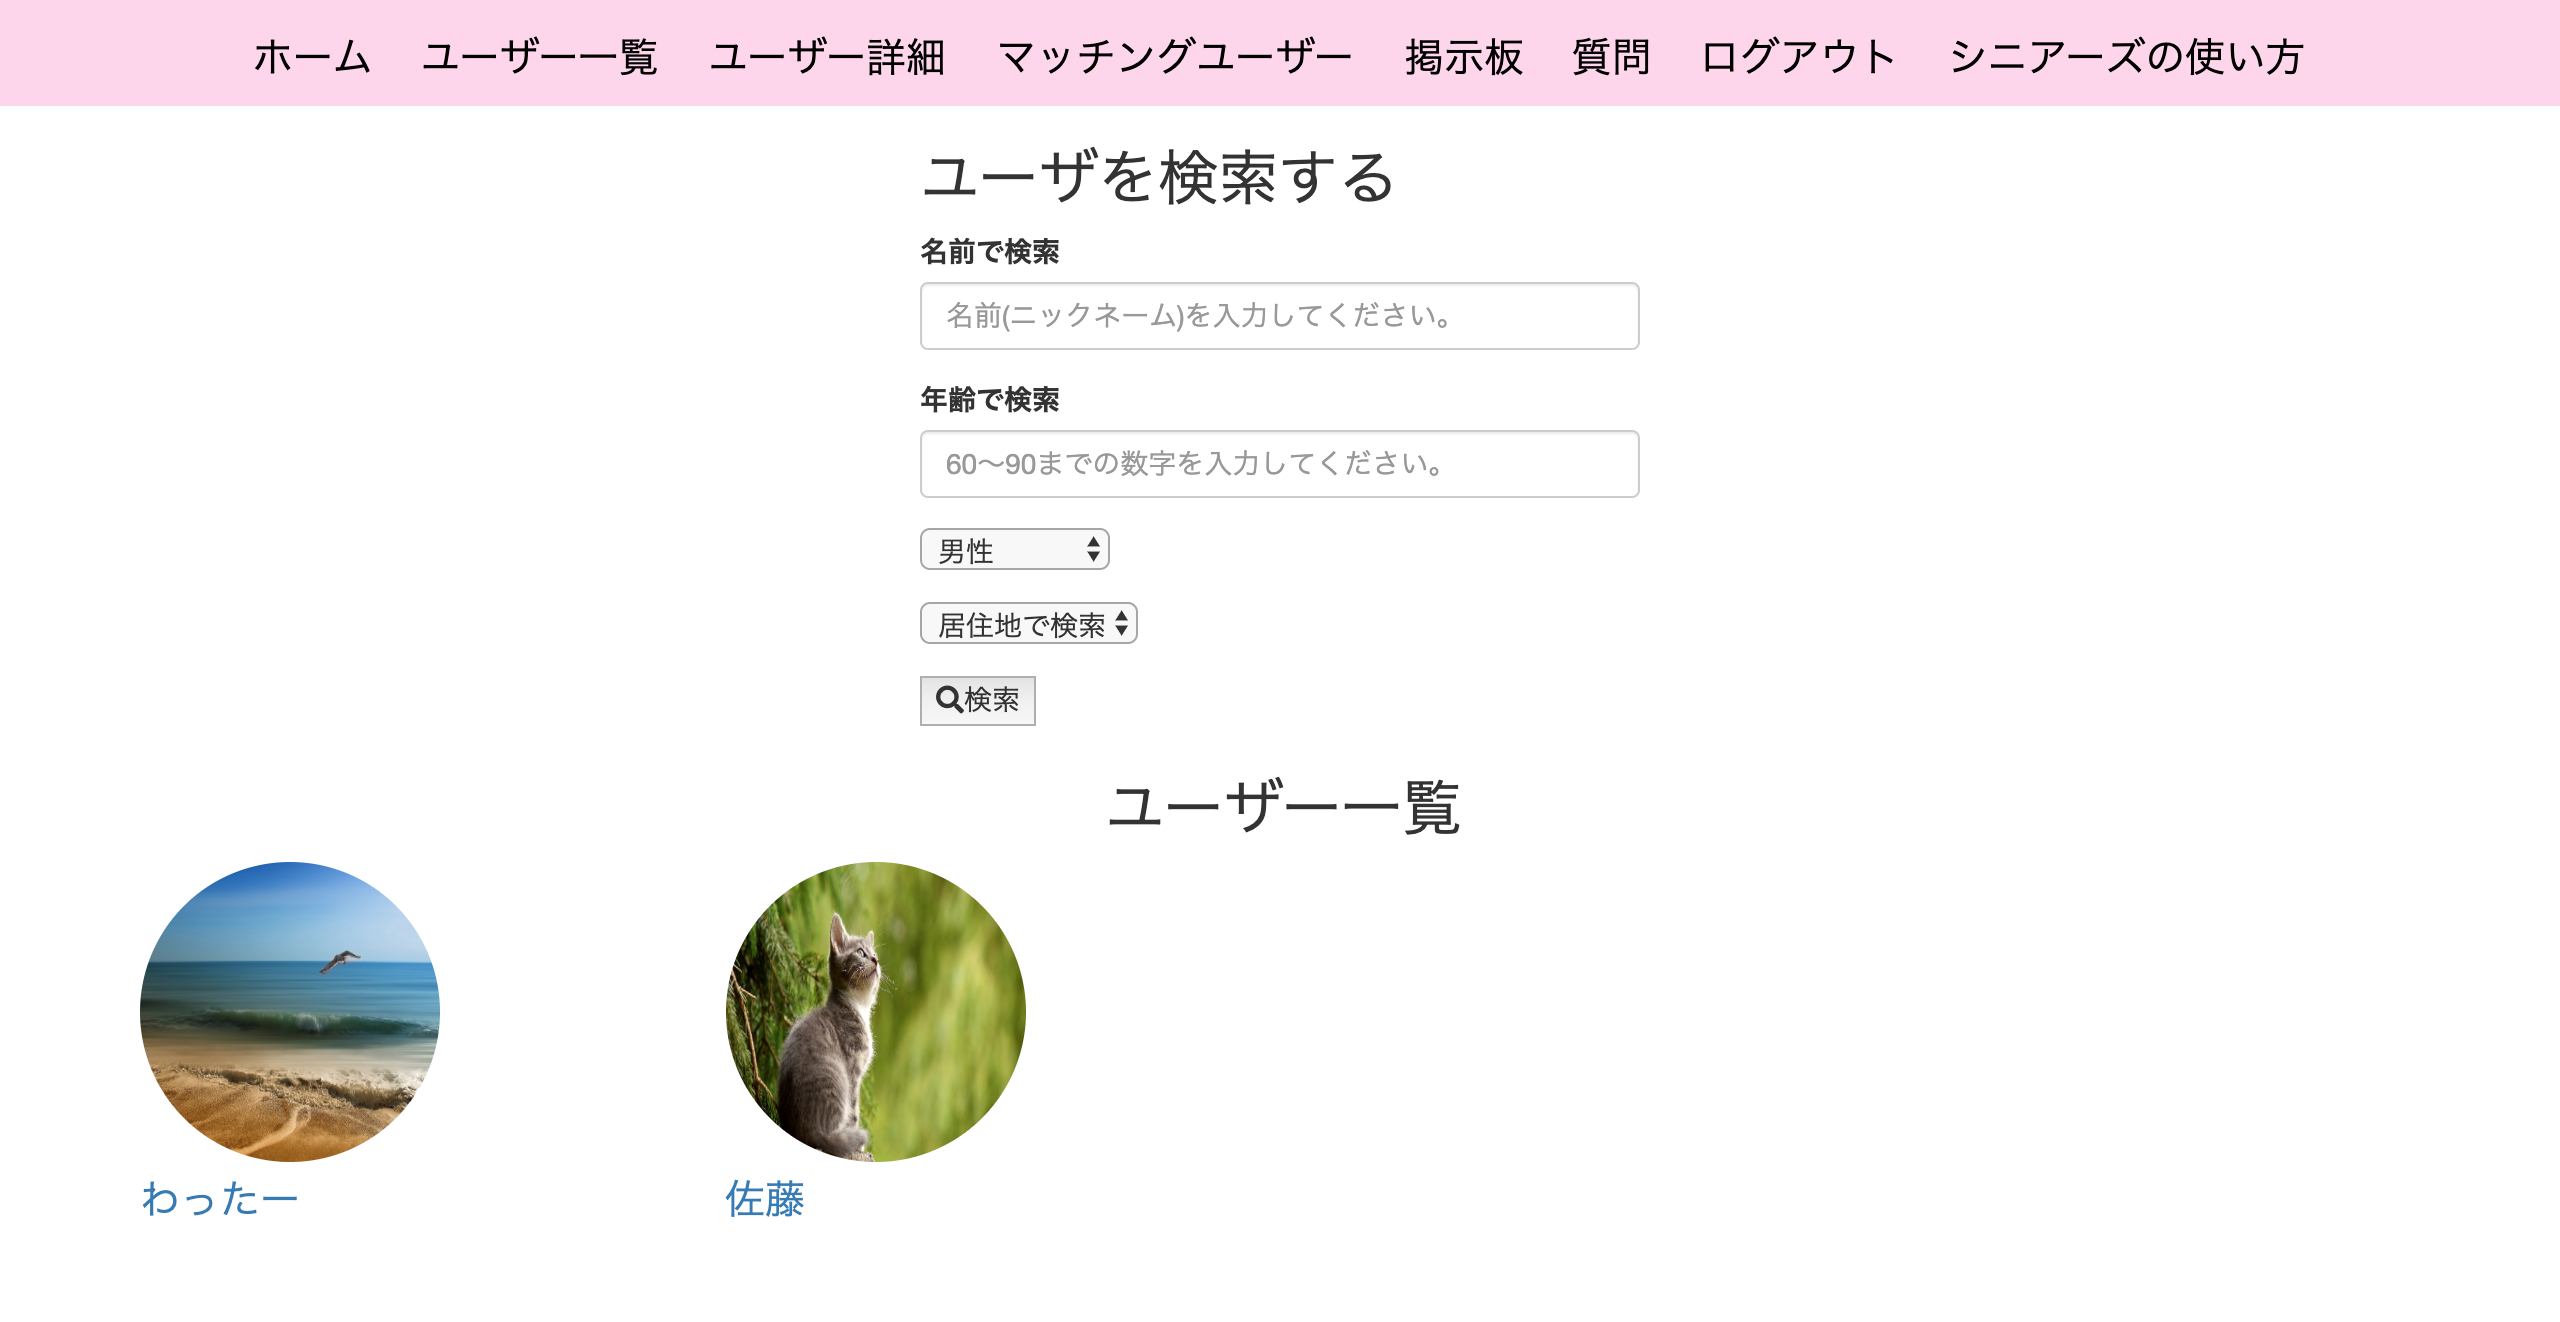 ホーム ユーザー一覧 ユーザー詳細 マッチングユーザー 掲示板 質問 ログアウト シニアーズの使い方
ユーザを検索する
名前で検索
名前(ニックネーム)を入力してください。
年齢で検索
60〜90までの数字を入力してください。
男性
居住地で検索
検索
ユーザー一覧
わったー
佐藤